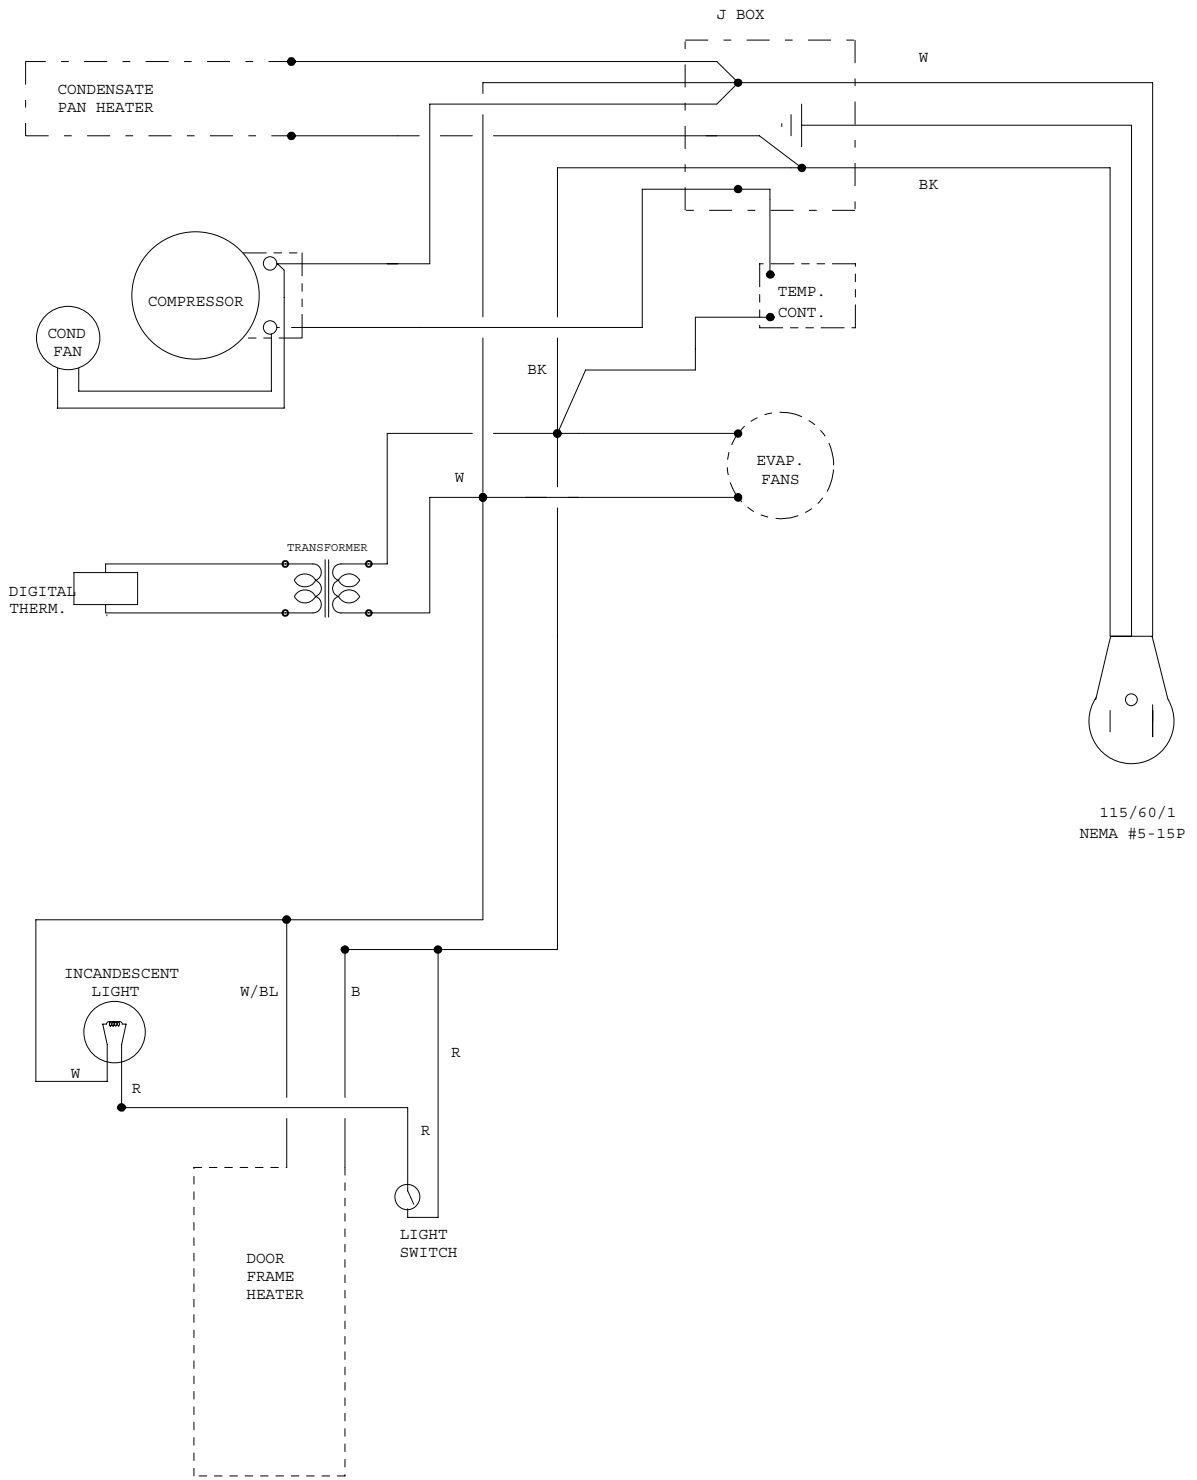 J BOX
W
CONDENSATE
PAN HEATER
BK
COMPRESSOR
TEMP.
CONT.
COND
FAN
BK
EVAP.
FANS
W
TRANSFORMER
DIGITAL
THERM.
115/60/1
NEMA #5-15P
INCANDESCENT
LIGHT
W/BL
B
R
W
R
R
LIGHT
SWITCH
DOOR
FRAME
HEATER